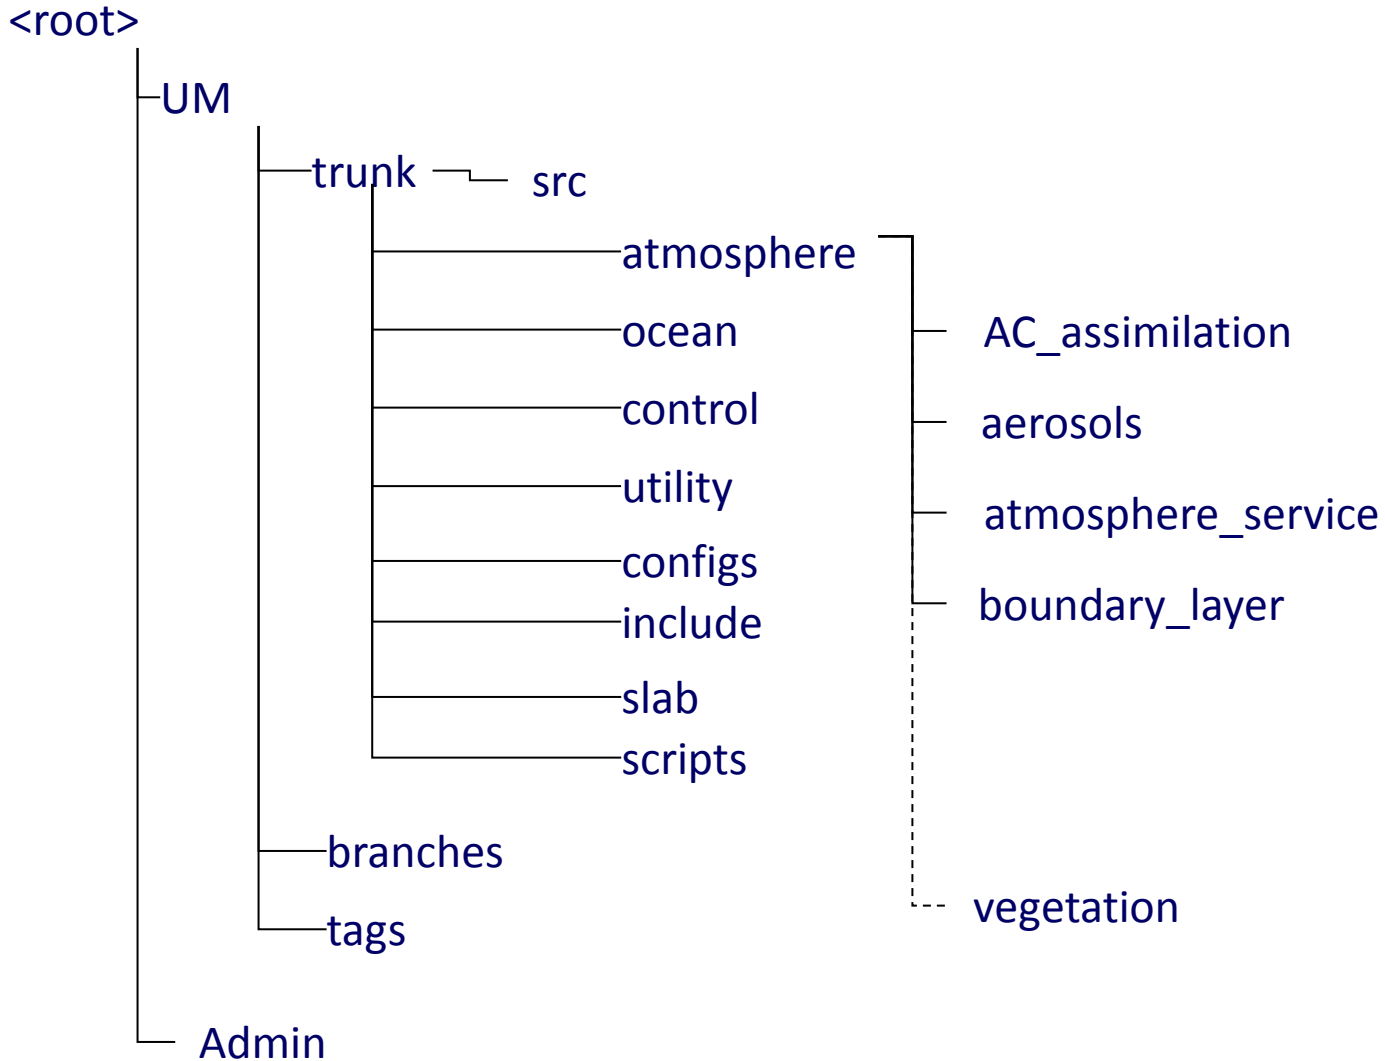 <root>
UM
trunk
src
atmosphere
ocean
control
utility
configs
include
slab
scripts
AC_assimilation
aerosols
atmosphere_service
boundary_layer
vegetation
branches
tags
Admin